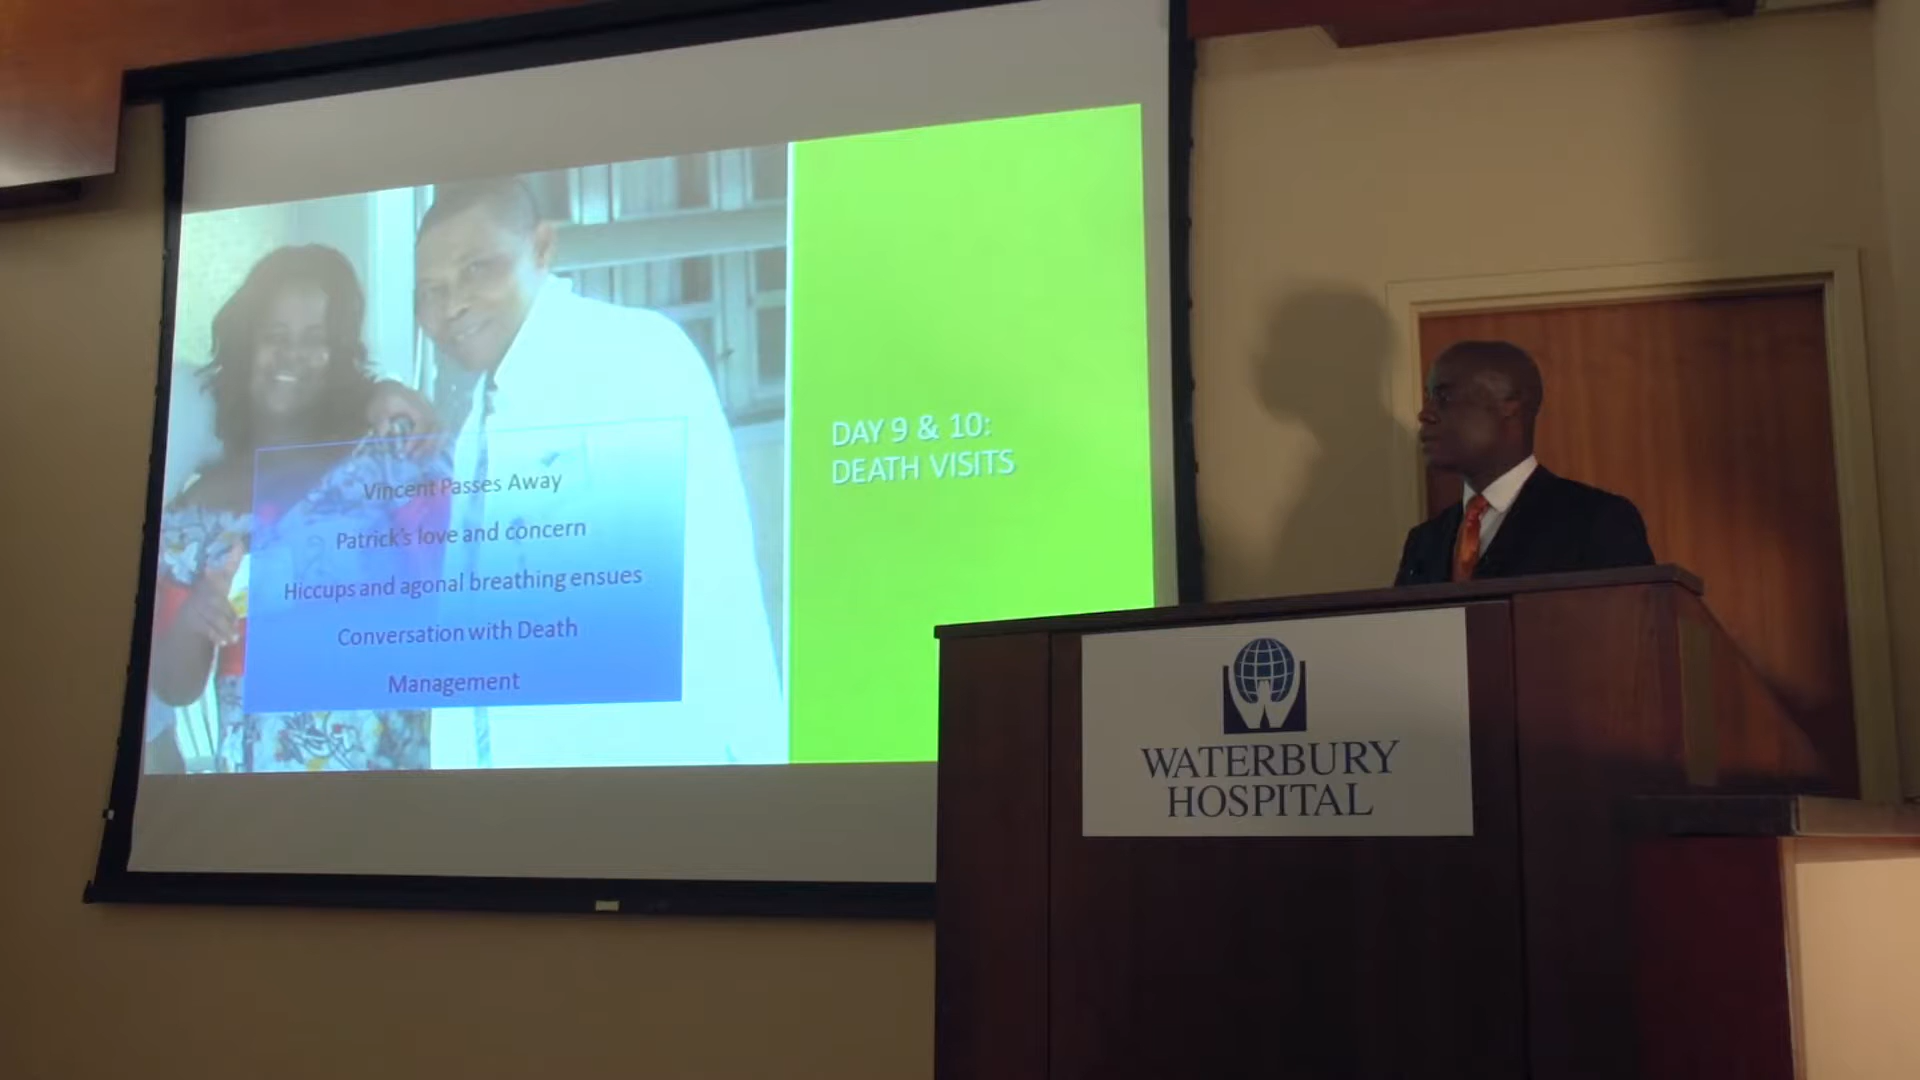 Vincent Passes Away
Patrick's love and concern
Hiccups and agonal breathing ensues
Conversation with Death
Management
DAY 9 & 10:
DEATH VISITS
WATERBURY
HOSPITAL